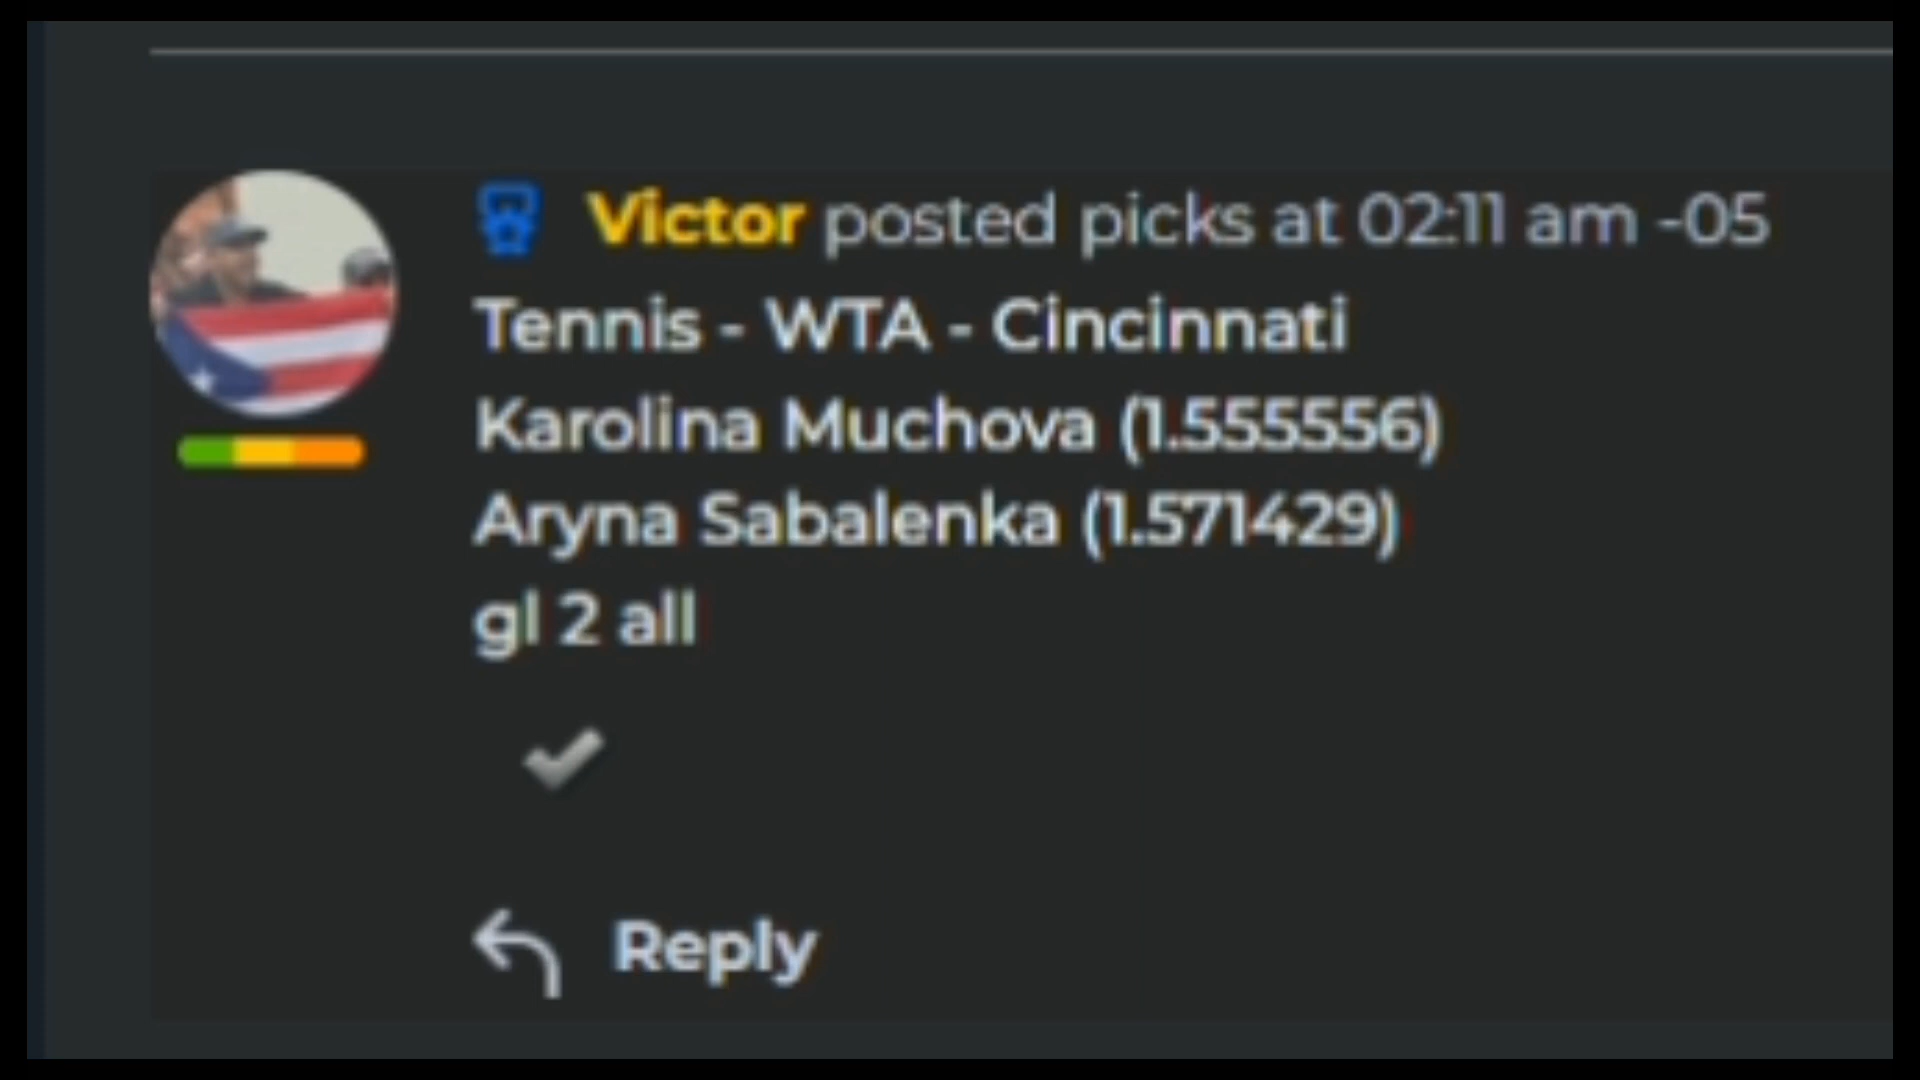 Victor posted picks at 02:11 am -05
Tennis - WTA - Cincinnati
Karolina Muchova (1.555556)
Aryna Sabalenka (1.571429)
gl 2 all
Reply